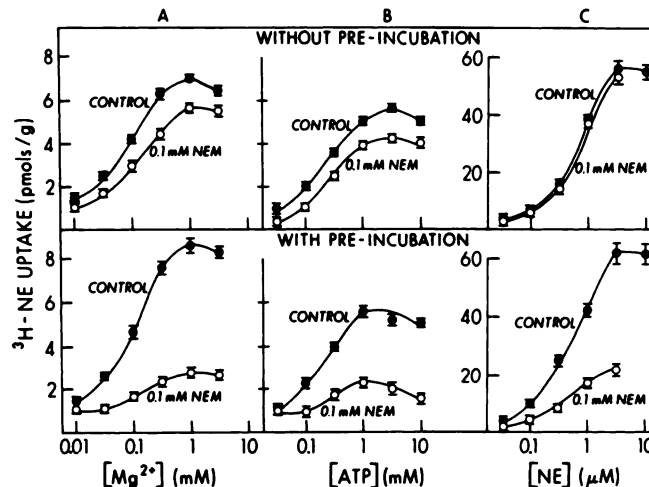 A B C
WITHOUT PRE-INCUBATION
8 6 4 2
60 40 20
CONTROL
0.1 mM NEM
CONTROL
0.1 mM NEM
CONTROL
0.1 mM NEM
³H-NE UPTAKE (pmols/g)
WITH PRE-INCUBATION
8 6 4 2
60 40 20
CONTROL
0.1 mM NEM
CONTROL
0.1 mM NEM
CONTROL
0.1 mM NEM
0.01 0.1 1 10
0.1 1 10
0.1 1 10
[Mg²⁺] (mM)
[ATP] (mM)
[NE] (μM)